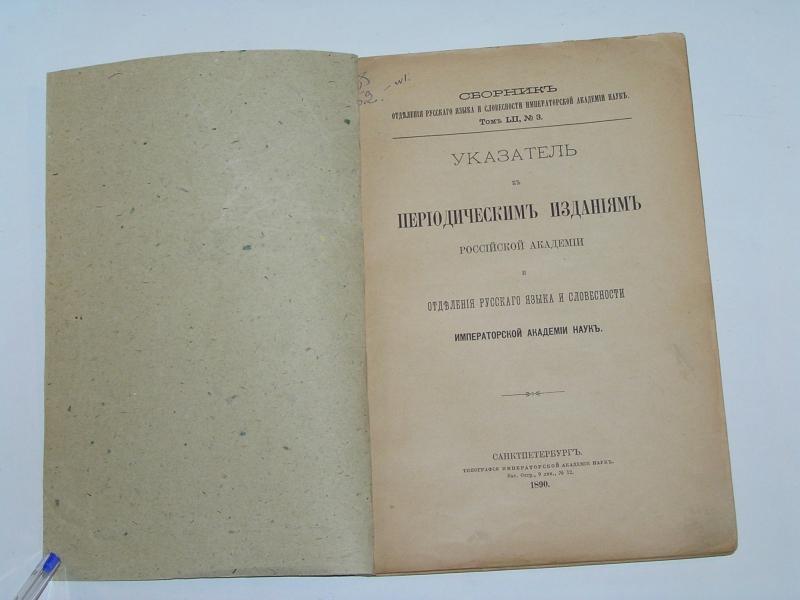 СБОРНИКЪ
ОТДѢЛЕНІЯ РУССКАГО ЯЗЫКА И СЛОВЕСНОСТИ ИМПЕРАТОРСКОЙ АКАДЕМІИ НАУКЪ.
Томъ LII, № 3.
УКАЗАТЕЛЬ
КЪ
ПЕРІОДИЧЕСКИМЪ ИЗДАНІЯМЪ
РОССІЙСКОЙ АКАДЕМІИ
И
ОТДѢЛЕНІЯ РУССКАГО ЯЗЫКА И СЛОВЕСНОСТИ
ИМПЕРАТОРСКОЙ АКАДЕМІИ НАУКЪ.
САНКТПЕТЕРБУРГЪ.
ТИПОГРАФІЯ ИМПЕРАТОРСКОЙ АКАДЕМІИ НАУКЪ.
Вас. Остр., 9 лин., № 12.
1890.